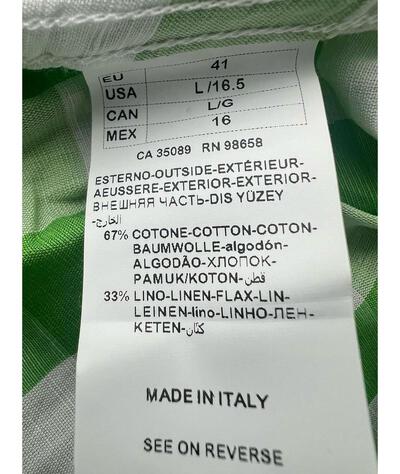 EU 41
USA L/16.5
CAN L/G
MEX 16
CA 35089 RN 98658
ESTERNO-OUTSIDE-EXTÉRIEUR-
AEUSSERE-EXTERIOR-EXTERIOR-
ВНЕШНЯЯ ЧАСТЬ-DIS YÜZEY
-الخارج
67% COTONE-COTTON-COTON-
BAUMWOLLE-algodón-
ALGODÃO-ХЛОПОК-
PAMUK/KOTON-قطن-
33% LINO-LINEN-FLAX-LIN-
LEINEN-lino-LINHO-ЛЕН-
KETEN-كتان-
MADE IN ITALY
SEE ON REVERSE